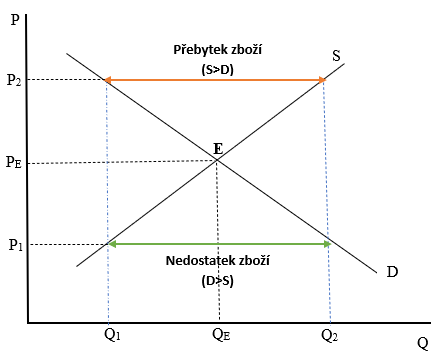 P
Přebytek zboží
(S>D)
S
P2
E
PE
P1
Nedostatek zboží
(D>S)
D
Q1
QE
Q2
Q